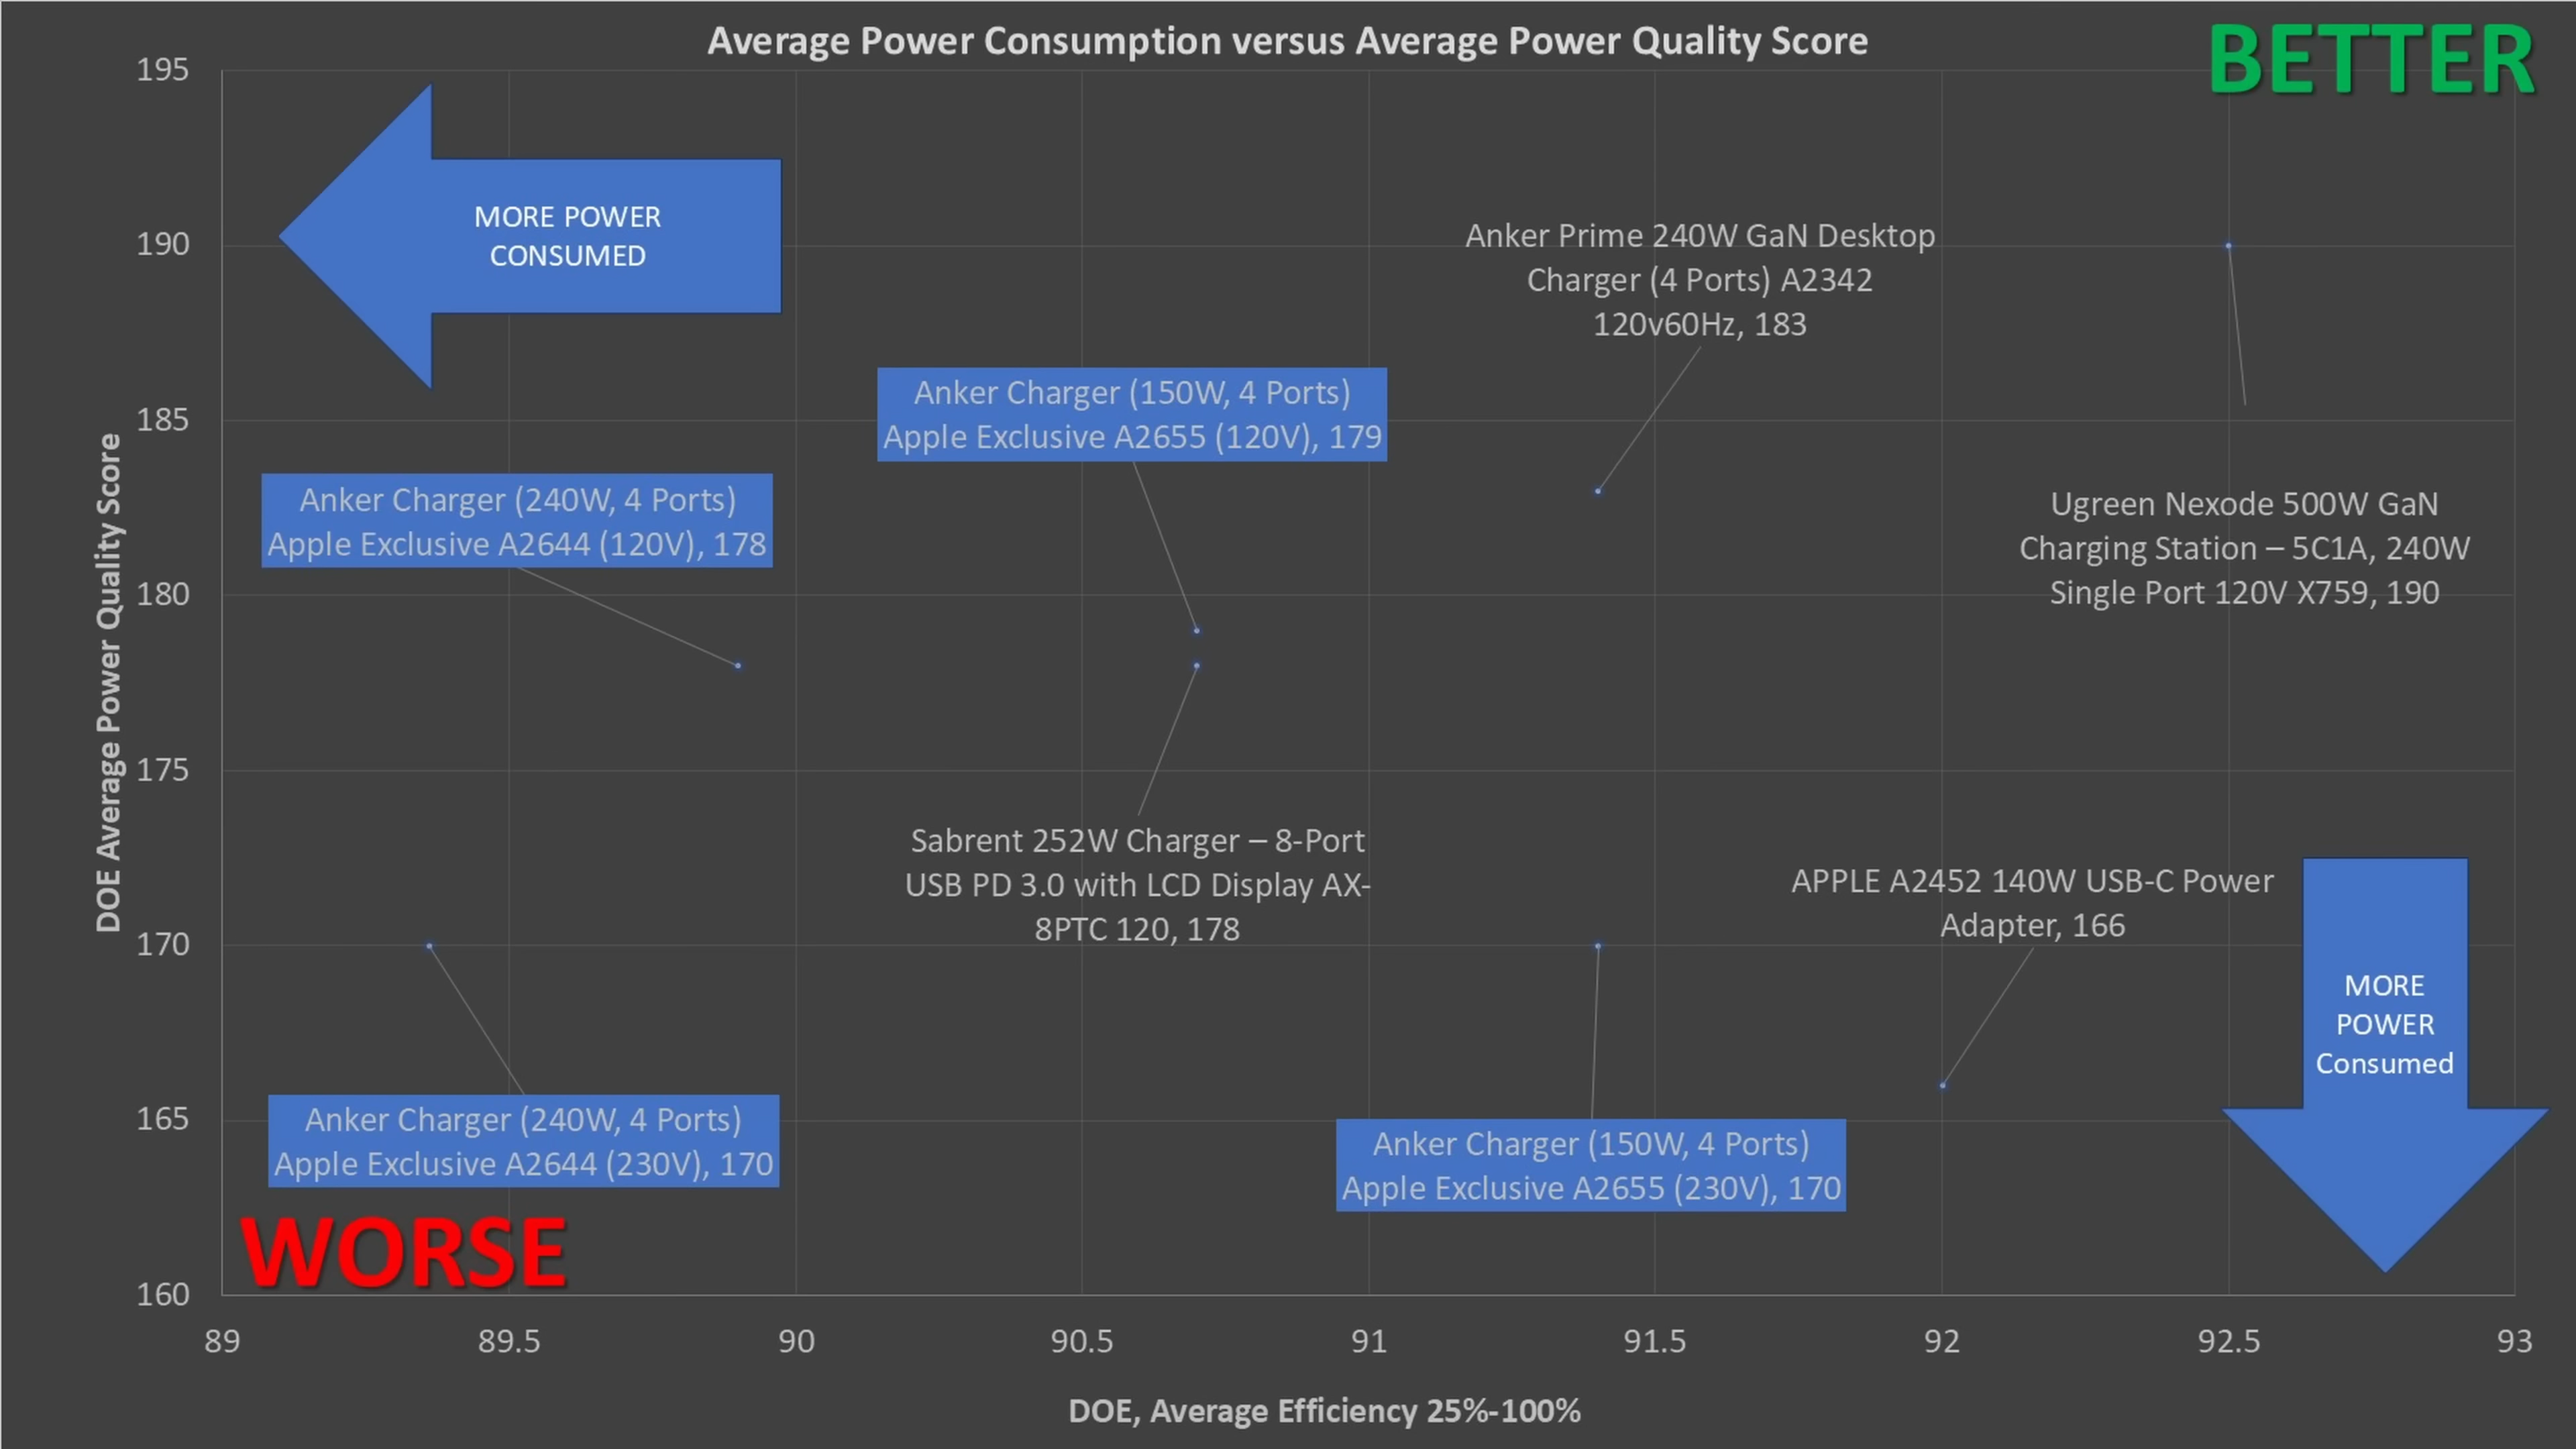 Average Power Consumption versus Average Power Quality Score
BETTER
195
190
185
180
175
170
165
160
DOE Average Power Quality Score
MORE POWER
CONSUMED
Anker Prime 240W GaN Desktop
Charger (4 Ports) A2342
120v60Hz, 183
Anker Charger (150W, 4 Ports)
Apple Exclusive A2655 (120V), 179
Anker Charger (240W, 4 Ports)
Apple Exclusive A2644 (120V), 178
Ugreen Nexode 500W GaN
Charging Station – 5C1A, 240W
Single Port 120V X759, 190
Sabrent 252W Charger – 8-Port
USB PD 3.0 with LCD Display AX-
8PTC 120, 178
APPLE A2452 140W USB-C Power
Adapter, 166
MORE
POWER
Consumed
Anker Charger (240W, 4 Ports)
Apple Exclusive A2644 (230V), 170
Anker Charger (150W, 4 Ports)
Apple Exclusive A2655 (230V), 170
WORSE
89 89.5 90 90.5 91 91.5 92 92.5 93
DOE, Average Efficiency 25%-100%